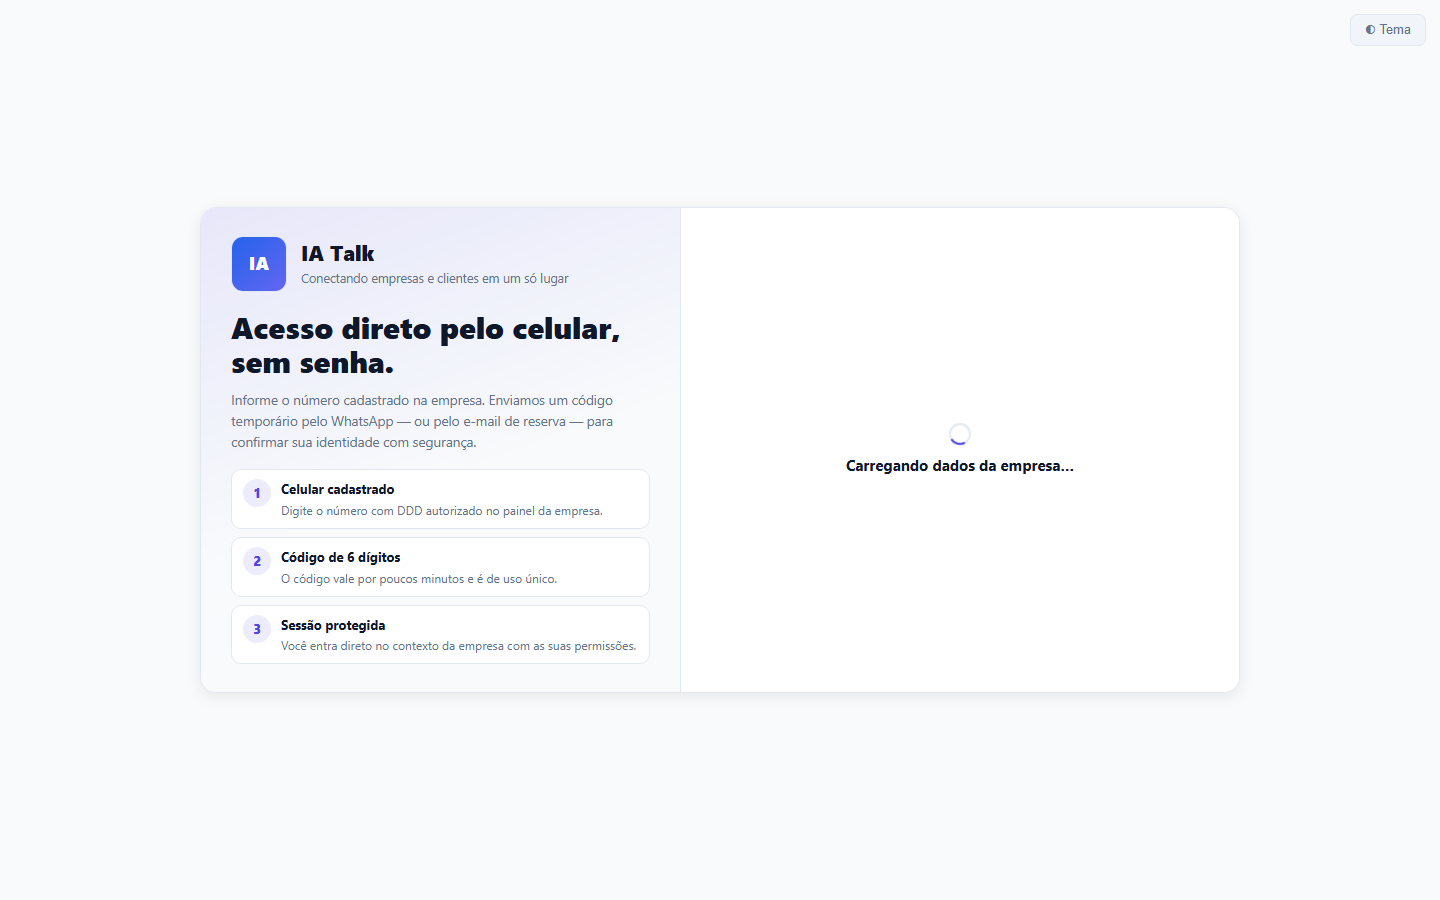 ◐ Tema
IA
IA Talk
Conectando empresas e clientes em um só lugar
Acesso direto pelo celular,
sem senha.
Informe o número cadastrado na empresa. Enviamos um código
temporário pelo WhatsApp — ou pelo e-mail de reserva — para
confirmar sua identidade com segurança.
1
Celular cadastrado
Digite o número com DDD autorizado no painel da empresa.
2
Código de 6 dígitos
O código vale por poucos minutos e é de uso único.
3
Sessão protegida
Você entra direto no contexto da empresa com as suas permissões.
Carregando dados da empresa...